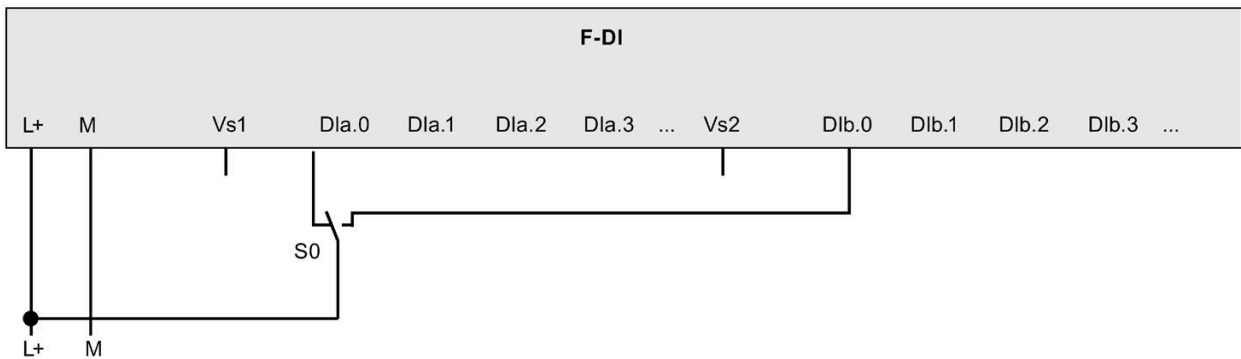 F-DI
L+ M Vs1 DIa.0 DIa.1 DIa.2 DIa.3 ... Vs2 DIb.0 DIb.1 DIb.2 DIb.3 ...
S0
L+ M